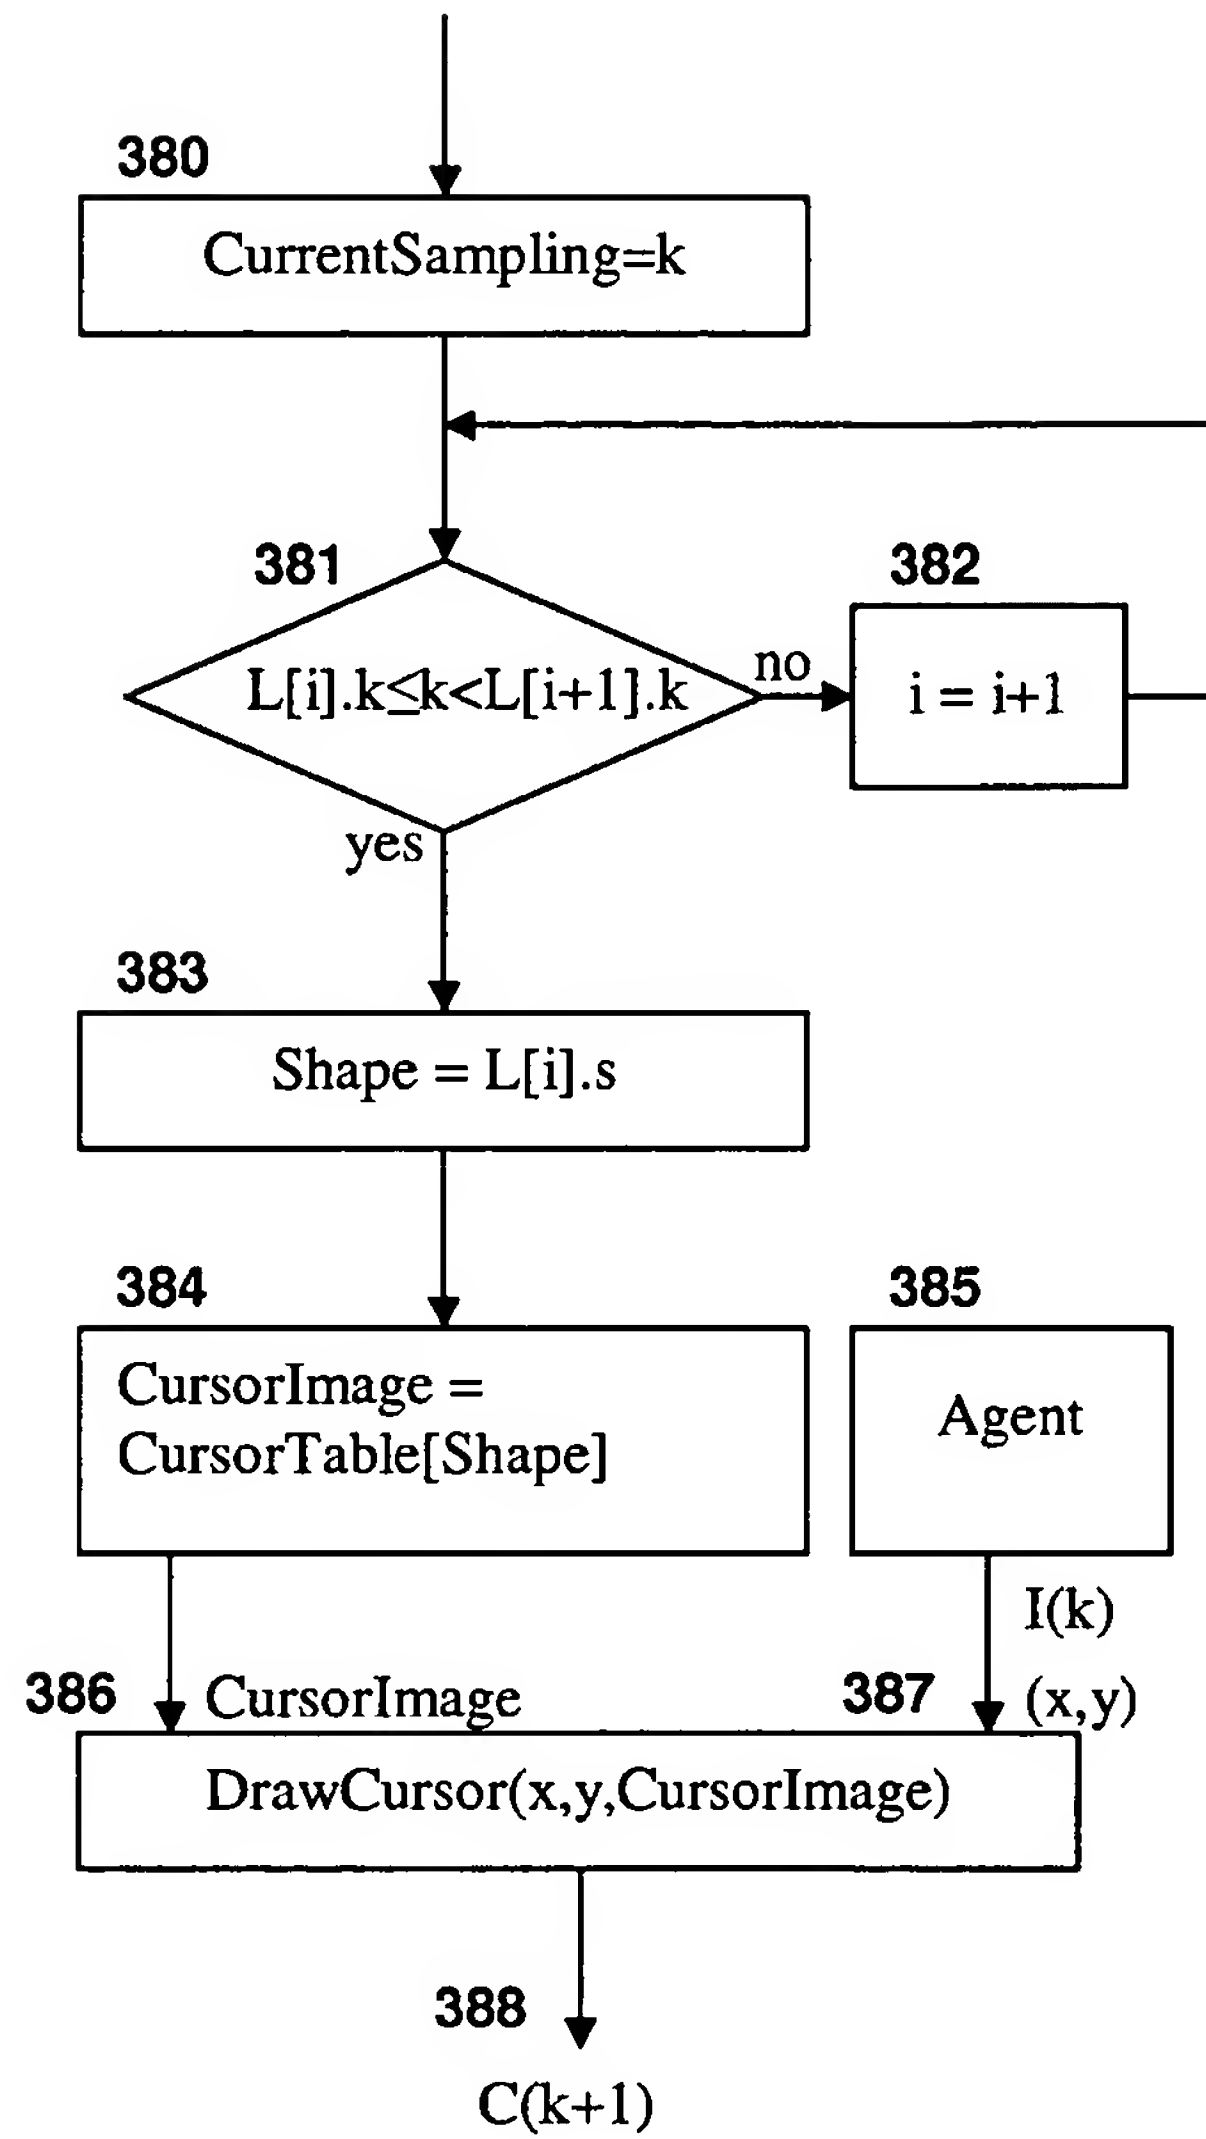 380
CurrentSampling=k
381
382
L[i].k≤k<L[i+1].k
no
i = i+1
yes
383
Shape = L[i].s
384
385
CursorImage =
CursorTable[Shape]
Agent
I(k)
386
CursorImage
387
(x,y)
DrawCursor(x,y,CursorImage)
388
C(k+1)